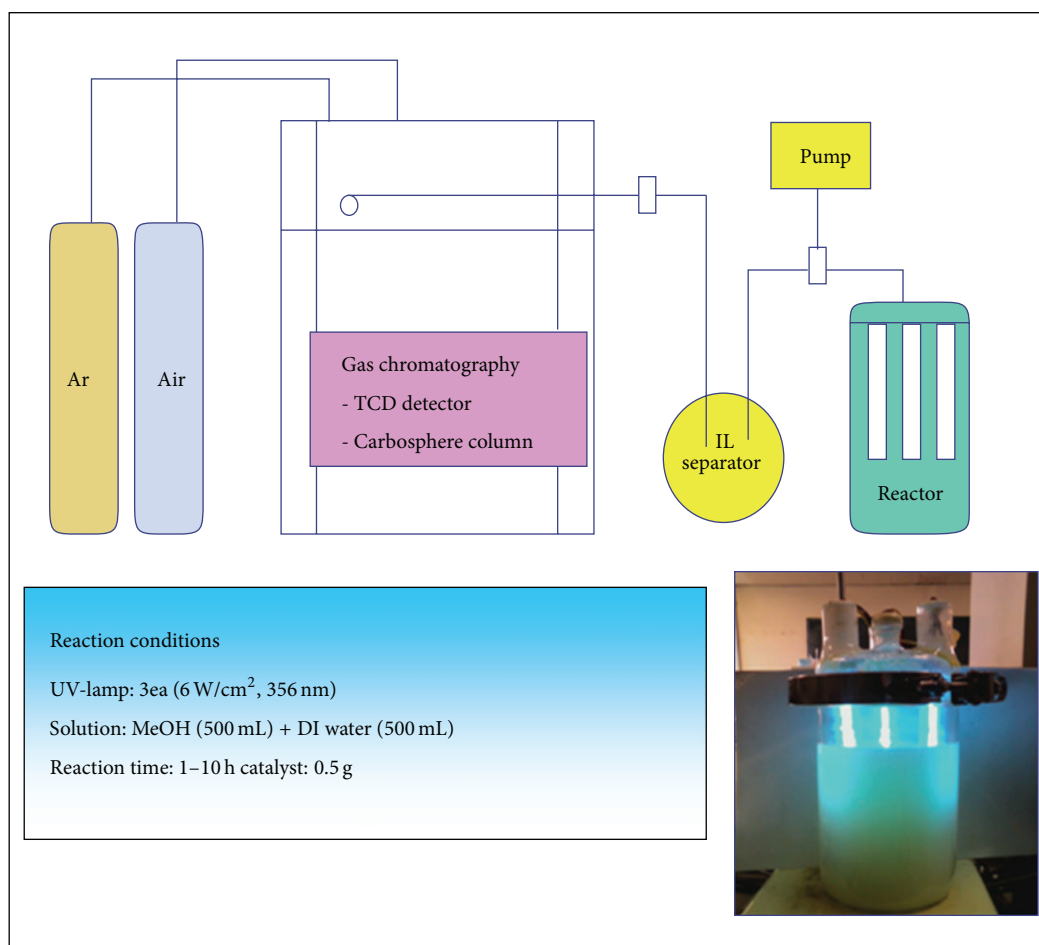 Pump
Ar
Air
Gas chromatography
- TCD detector
- Carbosphere column
IL
separator
Reactor
Reaction conditions
UV-lamp: 3ea (6 W/cm², 356 nm)
Solution: MeOH (500 mL) + DI water (500 mL)
Reaction time: 1–10 h catalyst: 0.5 g